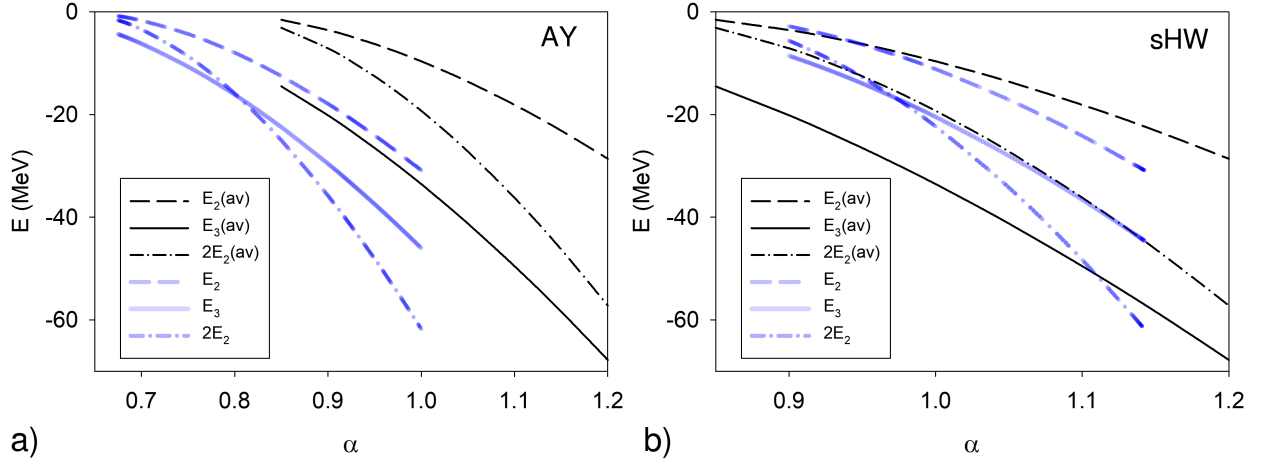 AY
E (MeV)
0
-20
-40
-60
E₂(av)
E₃(av)
2E₂(av)
E₂
E₃
2E₂
0.7 0.8 0.9 1.0 1.1 1.2
a) α
sHW
E (MeV)
0
-20
-40
-60
E₂(av)
E₃(av)
2E₂(av)
E₂
E₃
2E₂
0.9 1.0 1.1 1.2
b) α